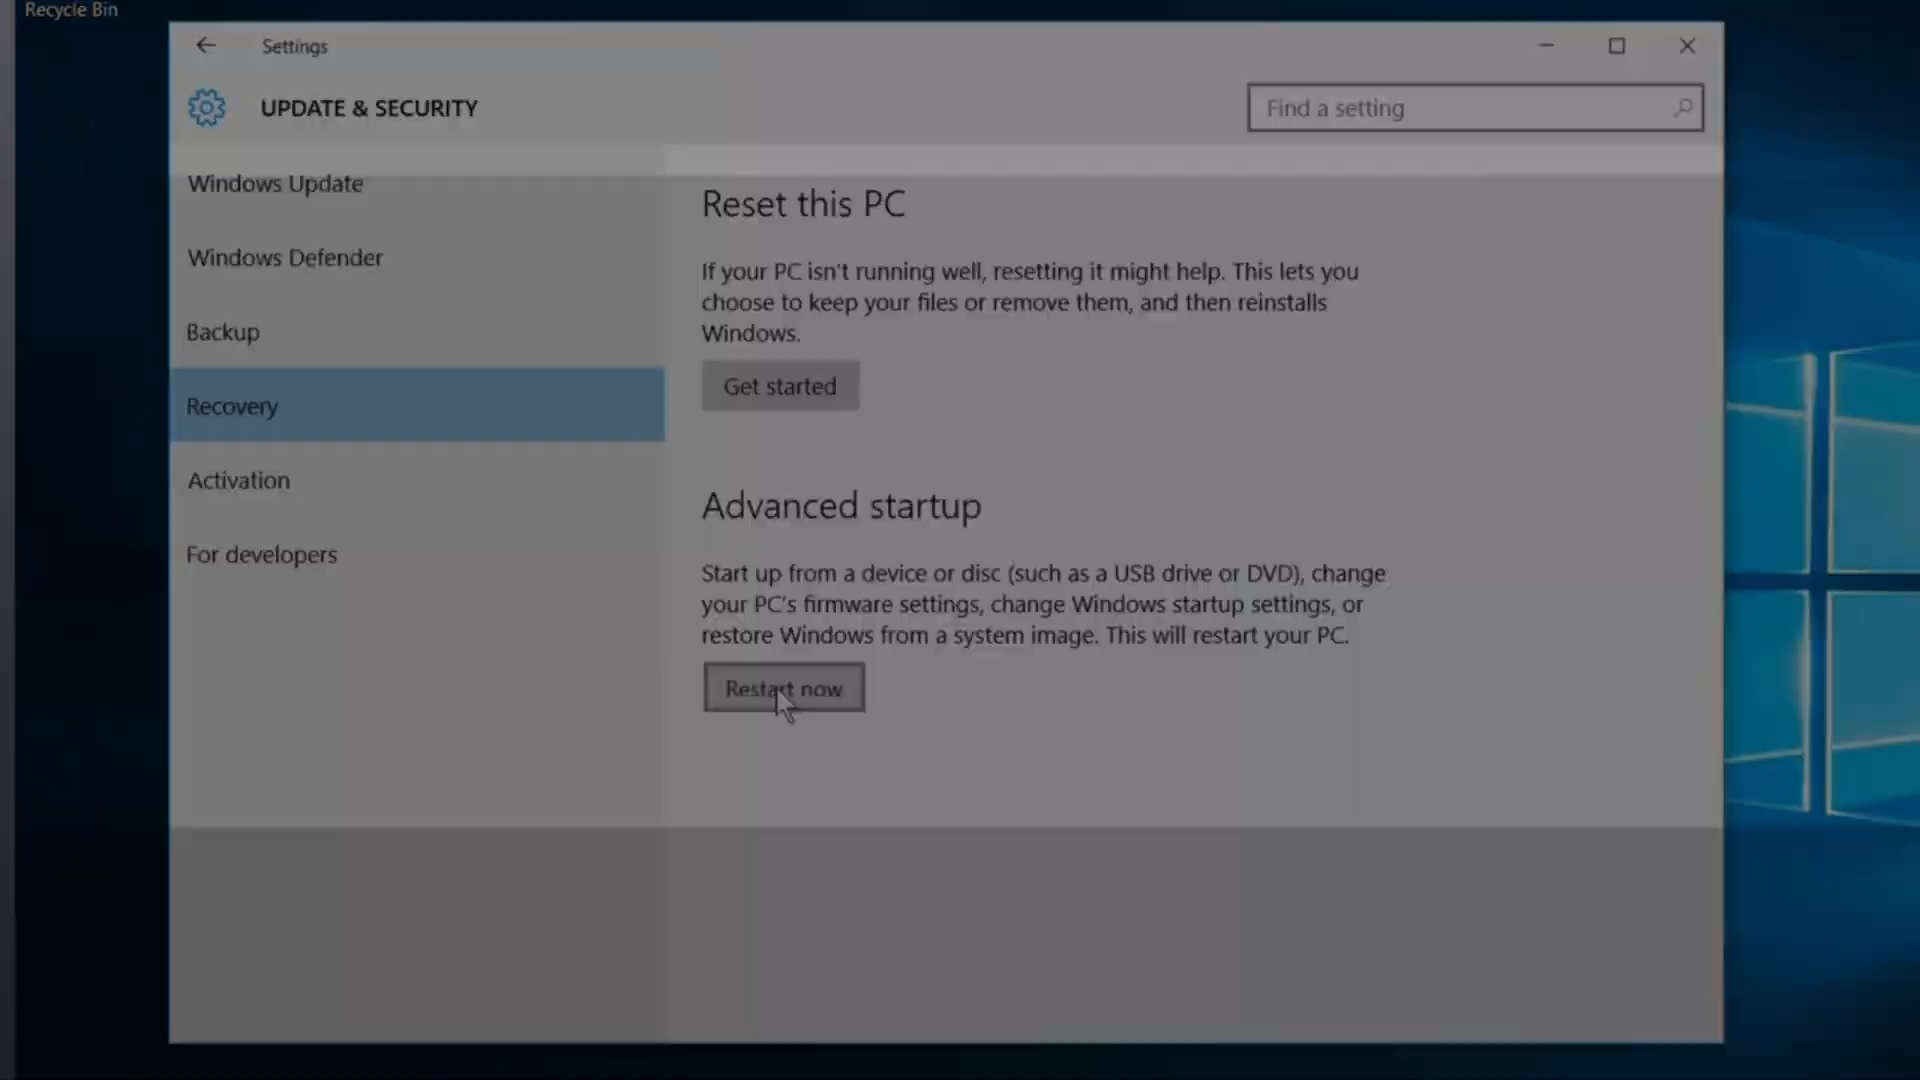 Recycle Bin
Settings
UPDATE & SECURITY
Find a setting
Windows Update
Windows Defender
Backup
Recovery
Activation
For developers
Reset this PC
If your PC isn't running well, resetting it might help. This lets you
choose to keep your files or remove them, and then reinstalls
Windows.
Get started
Advanced startup
Start up from a device or disc (such as a USB drive or DVD), change
your PC's firmware settings, change Windows startup settings, or
restore Windows from a system image. This will restart your PC.
Restart now